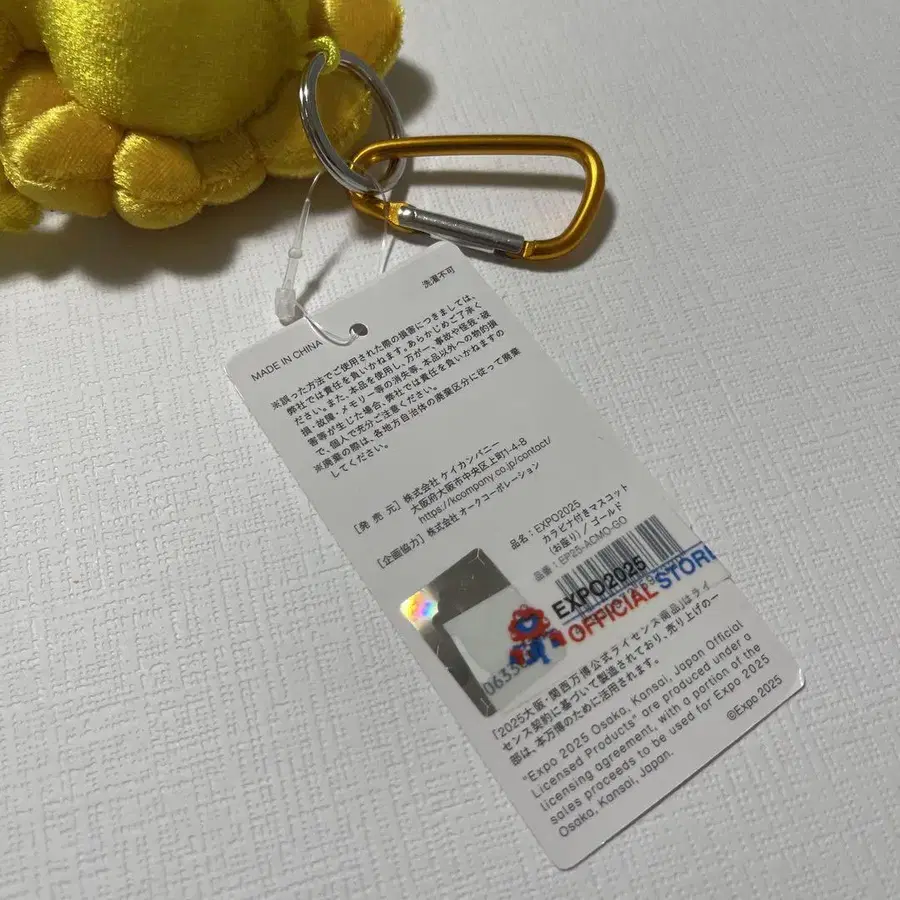 洗濯不可
MADE IN CHINA
※誤った方法でご使用された際の損害につきましては、
弊社では責任を負いかねます。あらかじめご了承く
ださい。また、本品を使用し、万が一、事故や怪我・破
損・故障・メモリー等の消失等、本品以外への物的損
害等が生じた場合、弊社では責任を負いかねますの
で、個人で充分ご注意ください。
※廃棄の際は、各地方自治体の廃棄区分に従って廃棄
してください。
[発売元] 株式会社 ケイカンパニー
大阪府大阪市中央区上町1-4-8
https://kcompany.co.jp/contact/
[企画協力] 株式会社 オークコーポレーション
品名:EXPO2025
カラビナ付きマスコット
(お座り)/ ゴールド
品番:EP25-ACMO-GO
EXPO2025
OFFICIAL STORE
「2025大阪・関西万博公式ライセンス商品」はライ
センス契約に基づいて製造されており、売り上げの一
部は、本万博のために活用されます。
"Expo 2025 Osaka, Kansai, Japan Official
Licensed Products" are produced under a
licensing agreement, with a portion of the
sales proceeds to be used for Expo 2025
Osaka, Kansai, Japan.
©Expo 2025